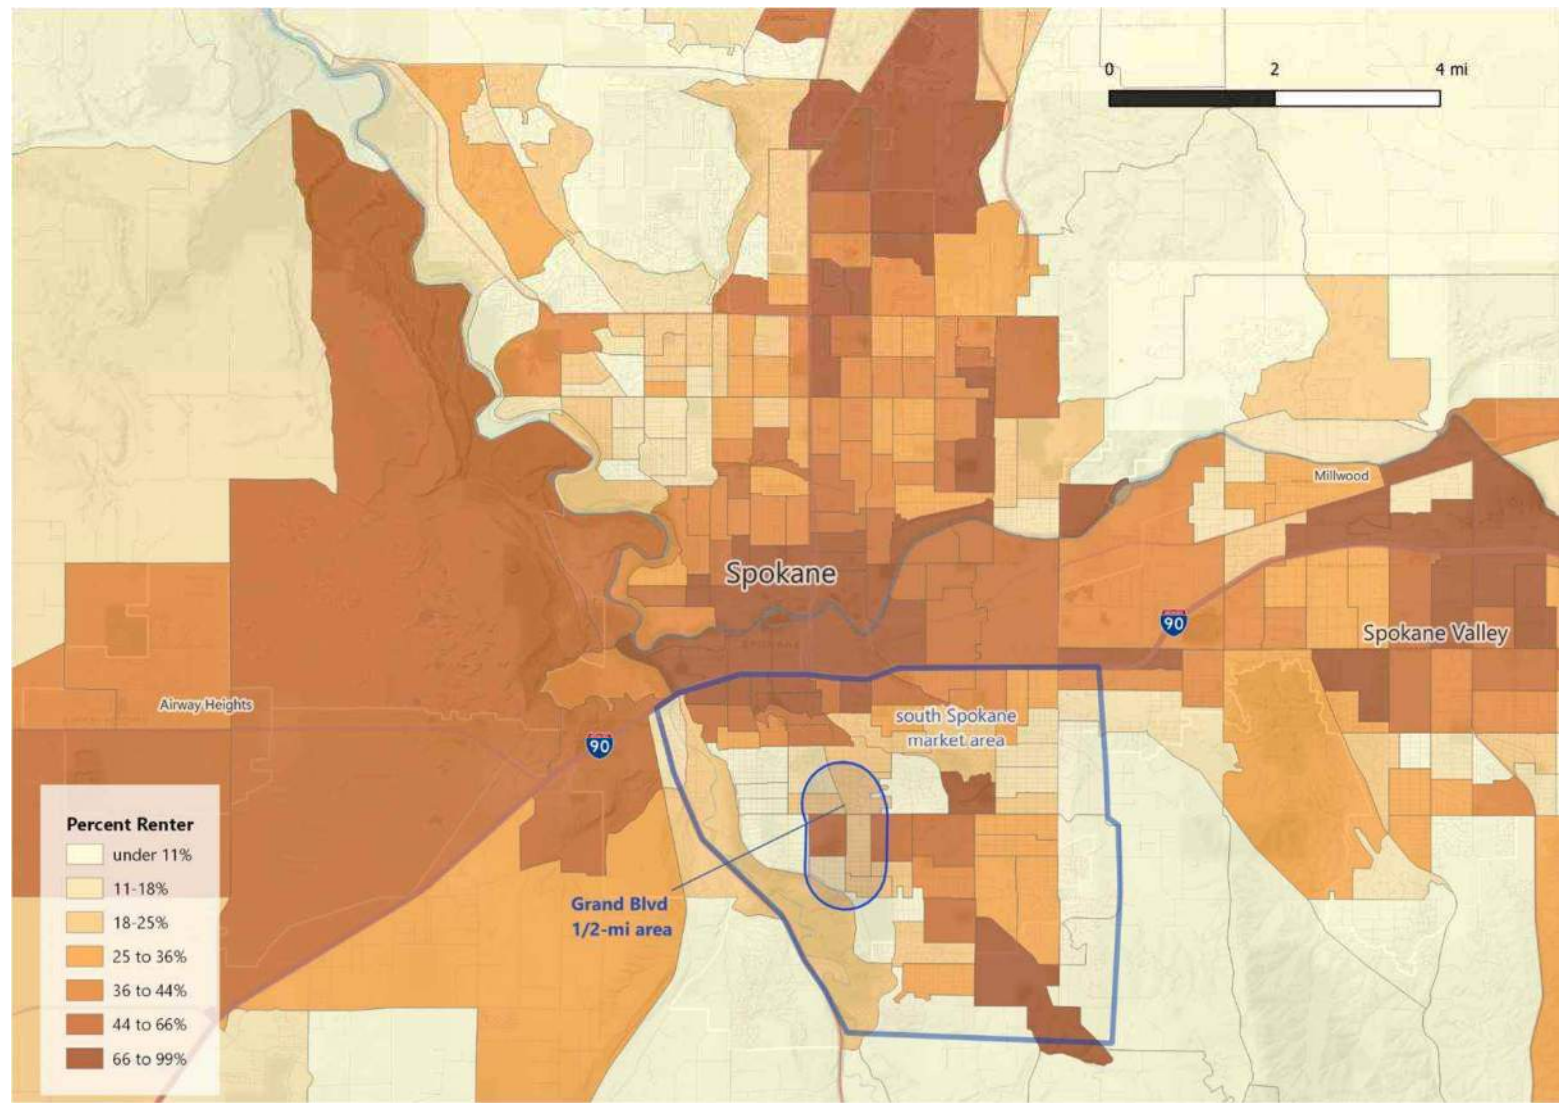 0 2 4 mi
Millwood
Spokane
90
Spokane Valley
Airway Heights
south Spokane
market area
90
Percent Renter
under 11%
11-18%
18-25%
25 to 36%
36 to 44%
44 to 66%
66 to 99%
Grand Blvd
1/2-mi area